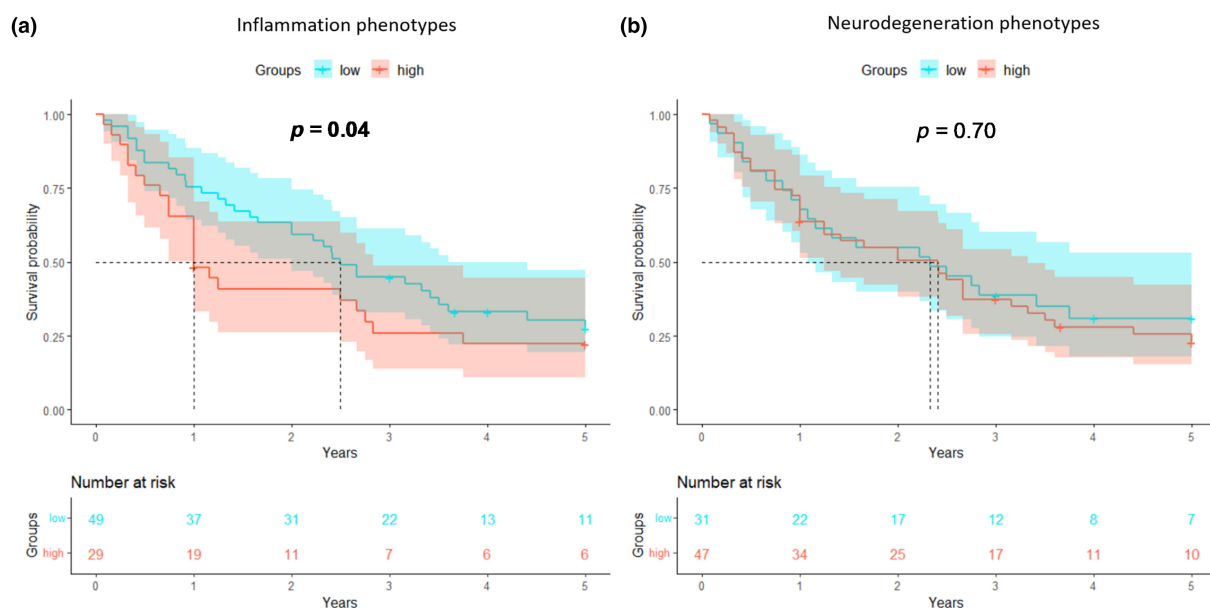 (a)
Inflammation phenotypes
Groups low high
p = 0.04
Survival probability
1.00
0.75
0.50
0.25
0.00
0 1 2 3 4 5
Years
Number at risk
Groups
low 49 37 31 22 13 11
high 29 19 11 7 6 6
0 1 2 3 4 5
Years
(b)
Neurodegeneration phenotypes
Groups low high
p = 0.70
Survival probability
1.00
0.75
0.50
0.25
0.00
0 1 2 3 4 5
Years
Number at risk
Groups
low 31 22 17 12 8 7
high 47 34 25 17 11 10
0 1 2 3 4 5
Years